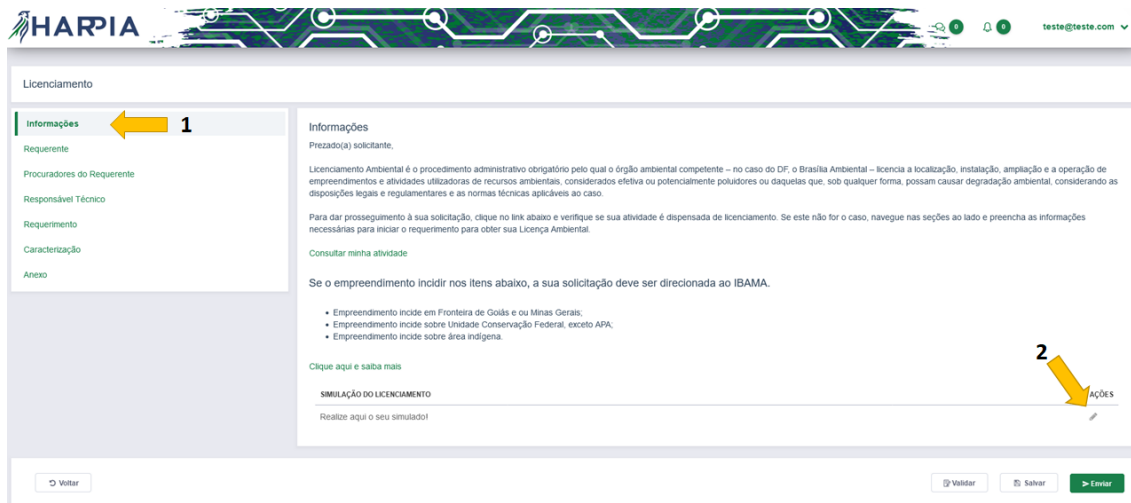 HARPIA
0
0
teste@teste.com
Licenciamento
Informações
1
Requerente
Procuradores do Requerente
Responsável Técnico
Requerimento
Caracterização
Anexo
Informações
Prezado(a) solicitante,
Licenciamento Ambiental é o procedimento administrativo obrigatório pelo qual o órgão ambiental competente – no caso do DF, o Brasília Ambiental – licencia a localização, instalação, ampliação e a operação de
empreendimentos e atividades utilizadoras de recursos ambientais, considerados efetiva ou potencialmente poluidores ou daquelas que, sob qualquer forma, possam causar degradação ambiental, considerando as
disposições legais e regulamentares e as normas técnicas aplicáveis ao caso.
Para dar prosseguimento à sua solicitação, clique no link abaixo e verifique se sua atividade é dispensada de licenciamento. Se este não for o caso, navegue nas seções ao lado e preencha as informações
necessárias para iniciar o requerimento para obter sua Licença Ambiental.
Consultar minha atividade
Se o empreendimento incidir nos itens abaixo, a sua solicitação deve ser direcionada ao IBAMA.
• Empreendimento incide em Fronteira de Goiás e ou Minas Gerais;
• Empreendimento incide sobre Unidade Conservação Federal, exceto APA;
• Empreendimento incide sobre área indígena.
Clique aqui e saiba mais
2
SIMULAÇÃO DO LICENCIAMENTO AÇÕES
Realize aqui o seu simulado!
Voltar
Validar
Salvar
Enviar